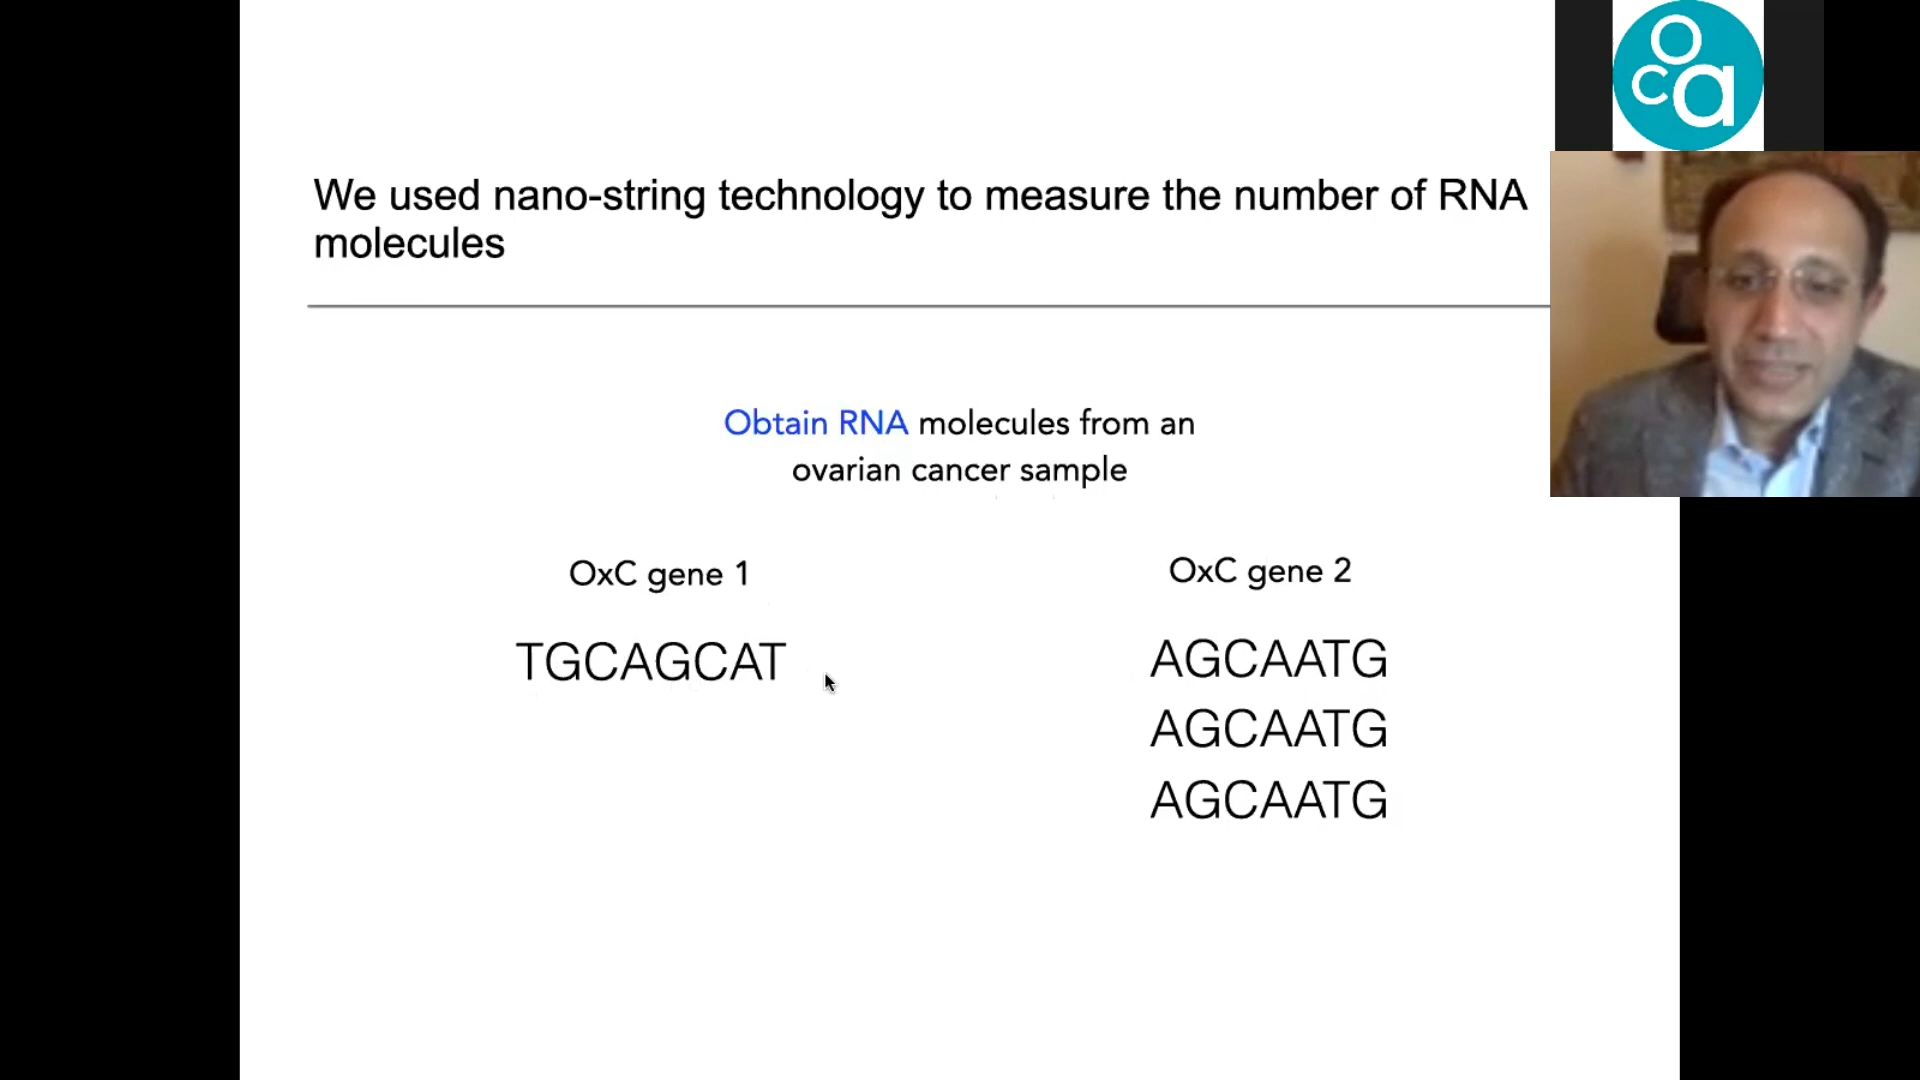 oca
We used nano-string technology to measure the number of RNA
molecules
Obtain RNA molecules from an
ovarian cancer sample
OxC gene 1
OxC gene 2
TGCAGCAT
AGCAATG
AGCAATG
AGCAATG